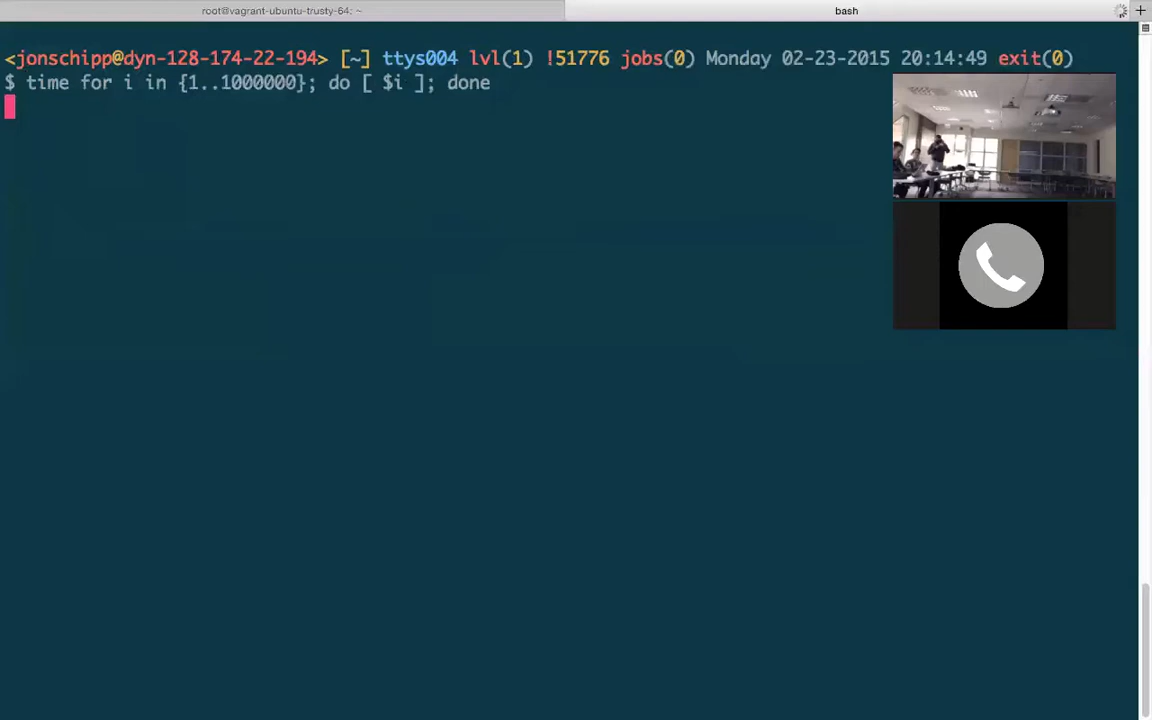 root@vagrant-ubuntu-trusty-64: ~
bash
<jonschipp@dyn-128-174-22-194> [~] ttys004 lvl(1) !51776 jobs(0) Monday 02-23-2015 20:14:49 exit(0)
$ time for i in {1..1000000}; do [ $i ]; done